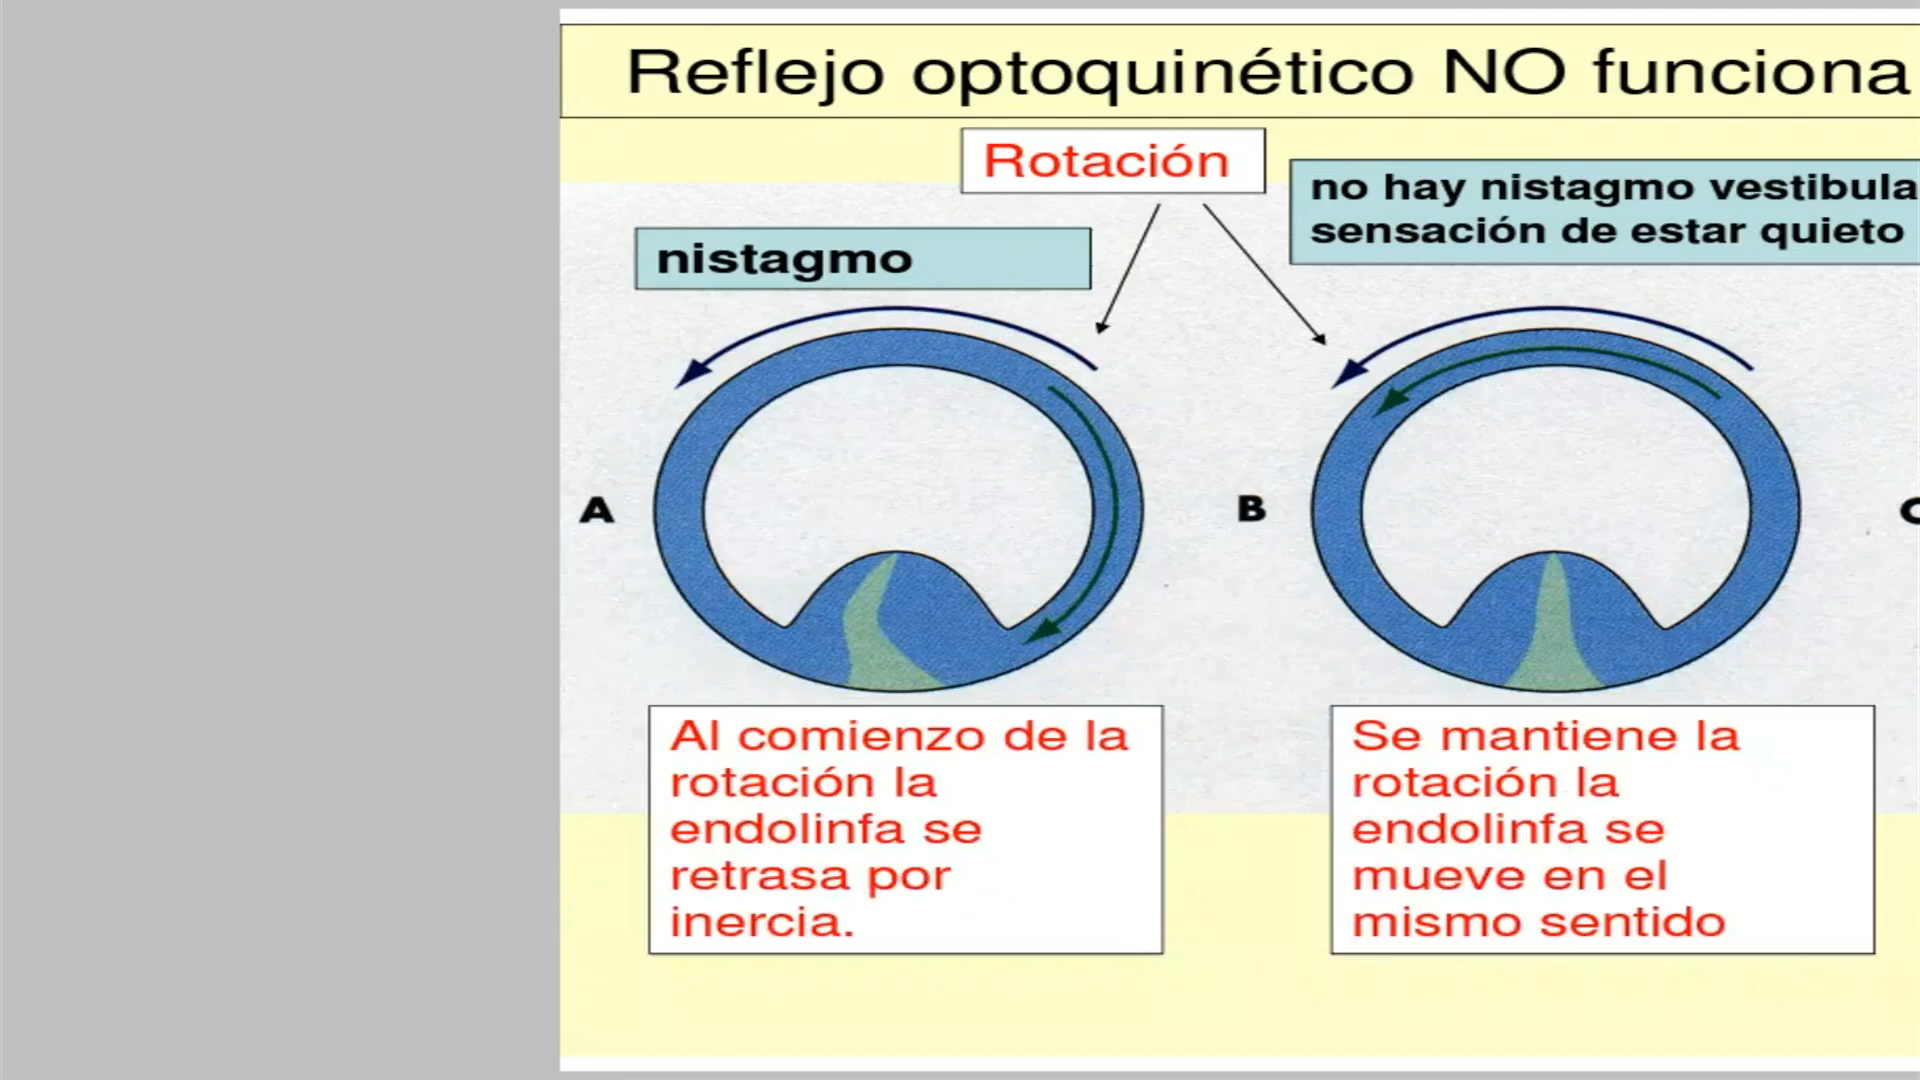 Reflejo optoquinético NO funciona
Rotación
no hay nistagmo vestibula
sensación de estar quieto
nistagmo
A
B
C
Al comienzo de la
rotación la
endolinfa se
retrasa por
inercia.
Se mantiene la
rotación la
endolinfa se
mueve en el
mismo sentido